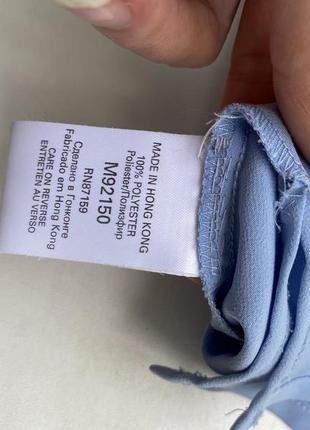 MADE IN HONG KONG
100% POLYESTER
Poliester/Полиэфир
M92150
RN87159
Сделано в Гонконге
Fabricado em Hong Kong
CARE ON REVERSE
ENTRETIEN AU VERSO